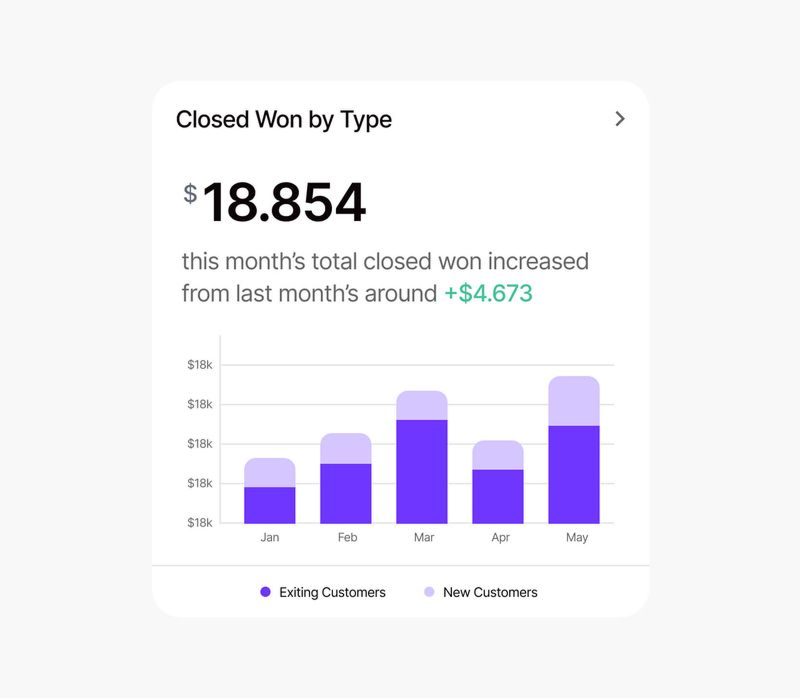 Closed Won by Type
$18.854
this month’s total closed won increased
from last month’s around +$4.673
$18k
$18k
$18k
$18k
$18k
Jan Feb Mar Apr May
Exiting Customers New Customers